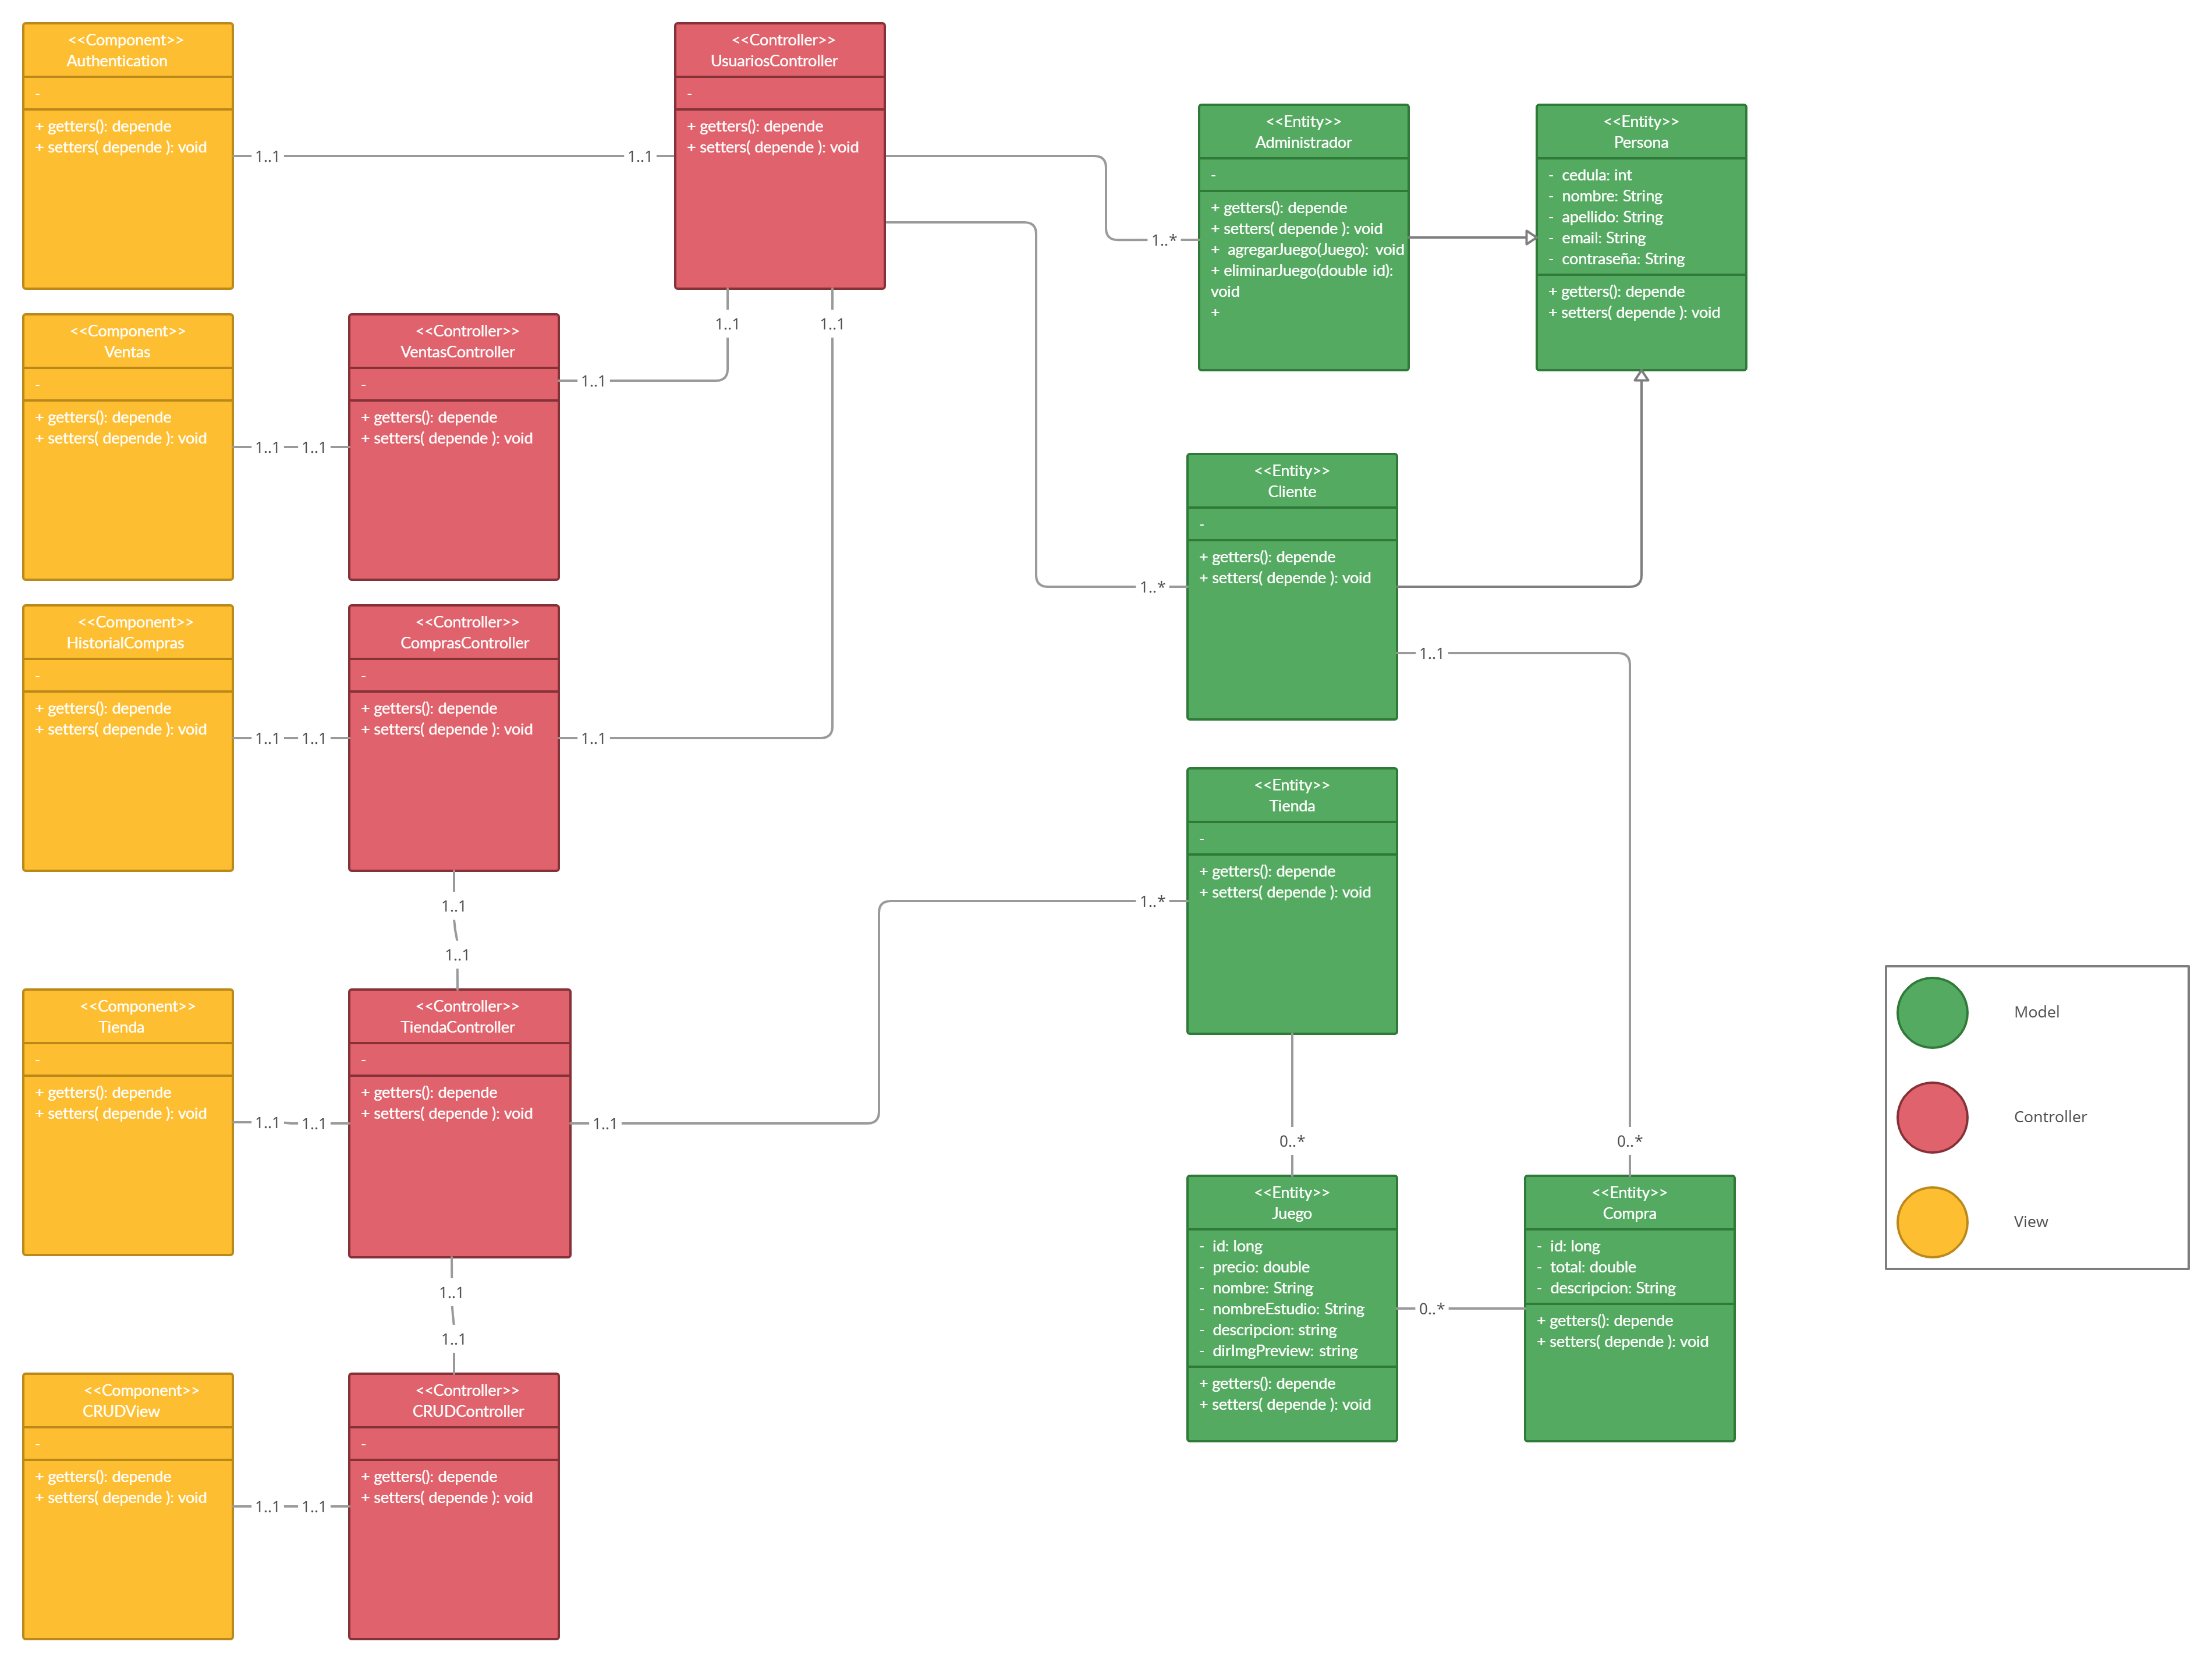 <<Component>>
Authentication
-
+ getters(): depende
+ setters( depende ): void
1..1
1..1
<<Controller>>
UsuariosController
-
+ getters(): depende
+ setters( depende ): void
1..1
1..1
<<Entity>>
Administrador
-
+ getters(): depende
+ setters( depende ): void
+ agregarJuego(Juego): void
+ eliminarJuego(double id):
void
+
1..*
<<Entity>>
Persona
- cedula: int
- nombre: String
- apellido: String
- email: String
- contraseña: String
+ getters(): depende
+ setters( depende ): void
<<Component>>
Ventas
-
+ getters(): depende
+ setters( depende ): void
1..1
1..1
<<Controller>>
VentasController
-
+ getters(): depende
+ setters( depende ): void
1..1
<<Entity>>
Cliente
-
+ getters(): depende
+ setters( depende ): void
1..*
1..1
<<Component>>
HistorialCompras
-
+ getters(): depende
+ setters( depende ): void
1..1
1..1
<<Controller>>
ComprasController
-
+ getters(): depende
+ setters( depende ): void
1..1
1..1
1..1
<<Entity>>
Tienda
-
+ getters(): depende
+ setters( depende ): void
1..*
0..*
0..*
<<Component>>
Tienda
-
+ getters(): depende
+ setters( depende ): void
1..1
1..1
<<Controller>>
TiendaController
-
+ getters(): depende
+ setters( depende ): void
1..1
1..1
1..1
<<Entity>>
Juego
- id: long
- precio: double
- nombre: String
- nombreEstudio: String
- descripcion: string
- dirImgPreview: string
+ getters(): depende
+ setters( depende ): void
0..*
<<Entity>>
Compra
- id: long
- total: double
- descripcion: String
+ getters(): depende
+ setters( depende ): void
<<Component>>
CRUDView
-
+ getters(): depende
+ setters( depende ): void
1..1
1..1
<<Controller>>
CRUDController
-
+ getters(): depende
+ setters( depende ): void
Model
Controller
View